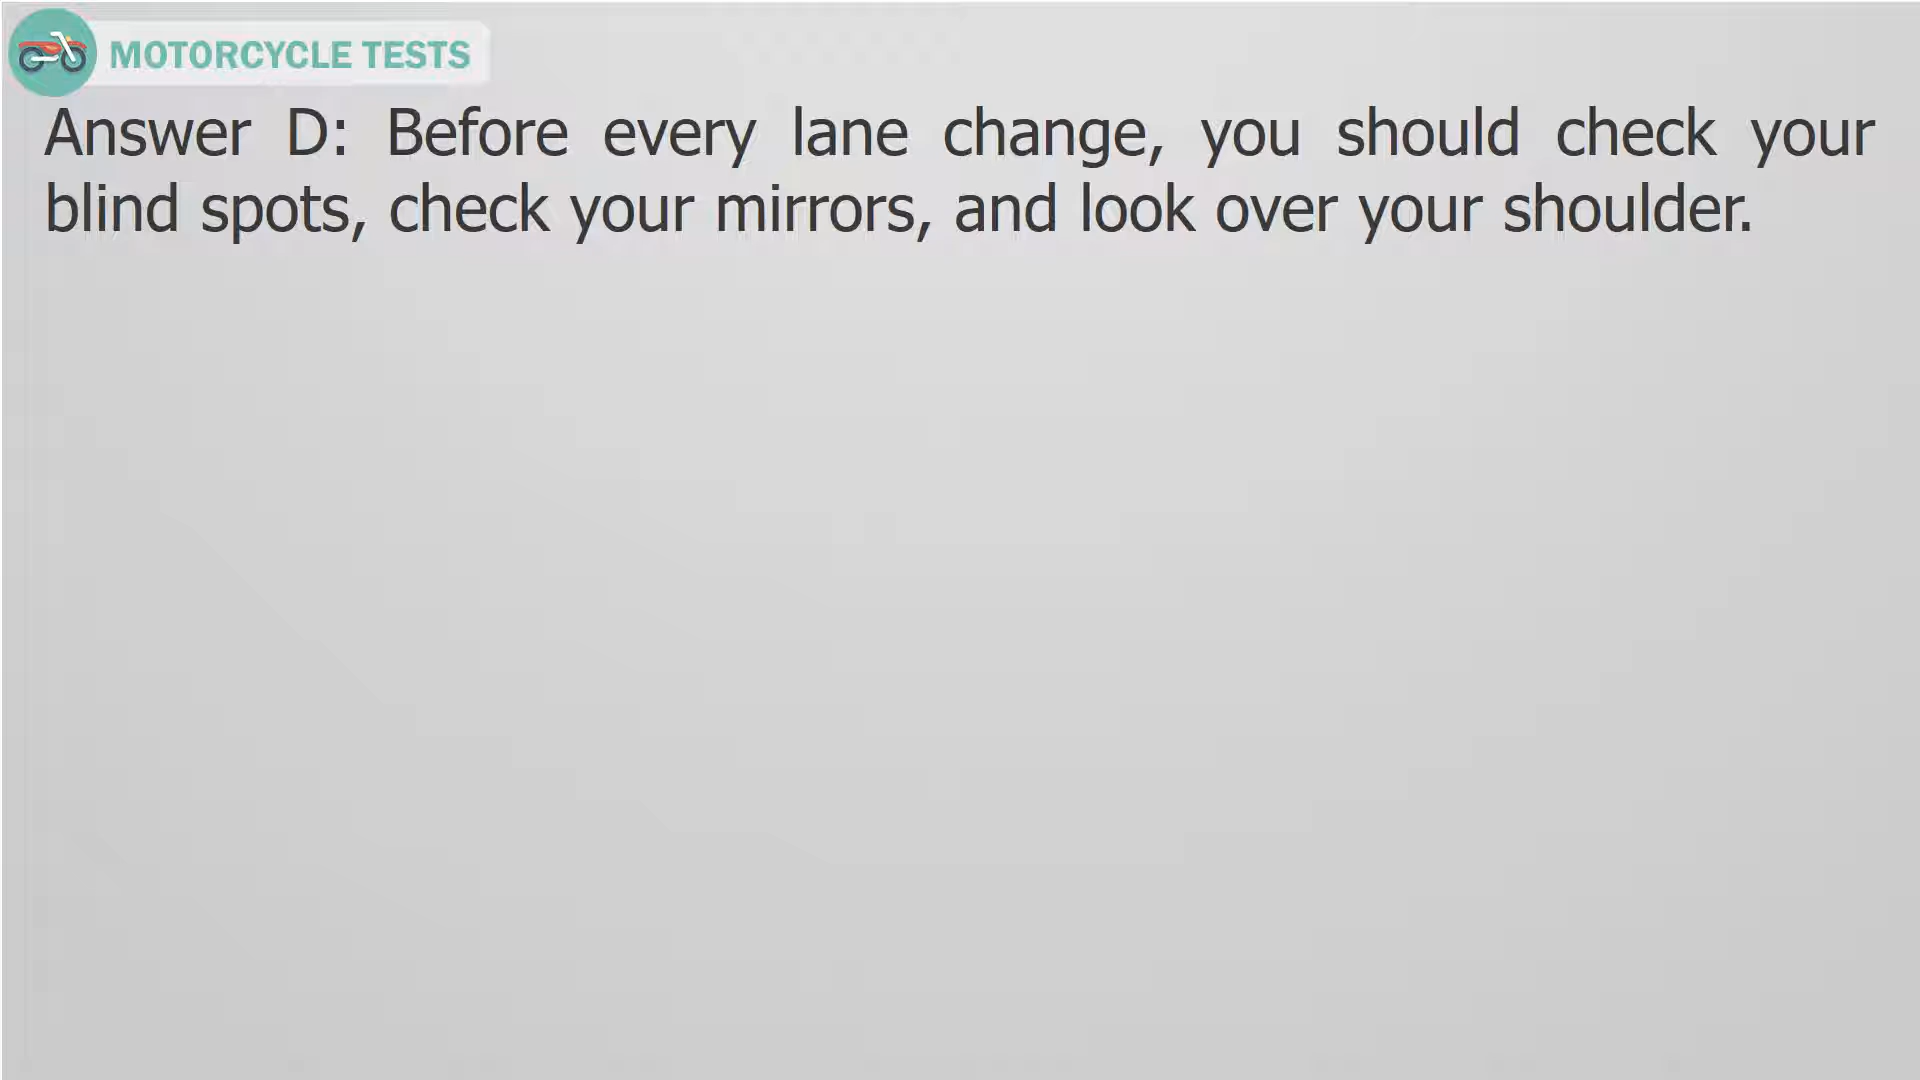 MOTORCYCLE TESTS
Answer D: Before every lane change, you should check your
blind spots, check your mirrors, and look over your shoulder.